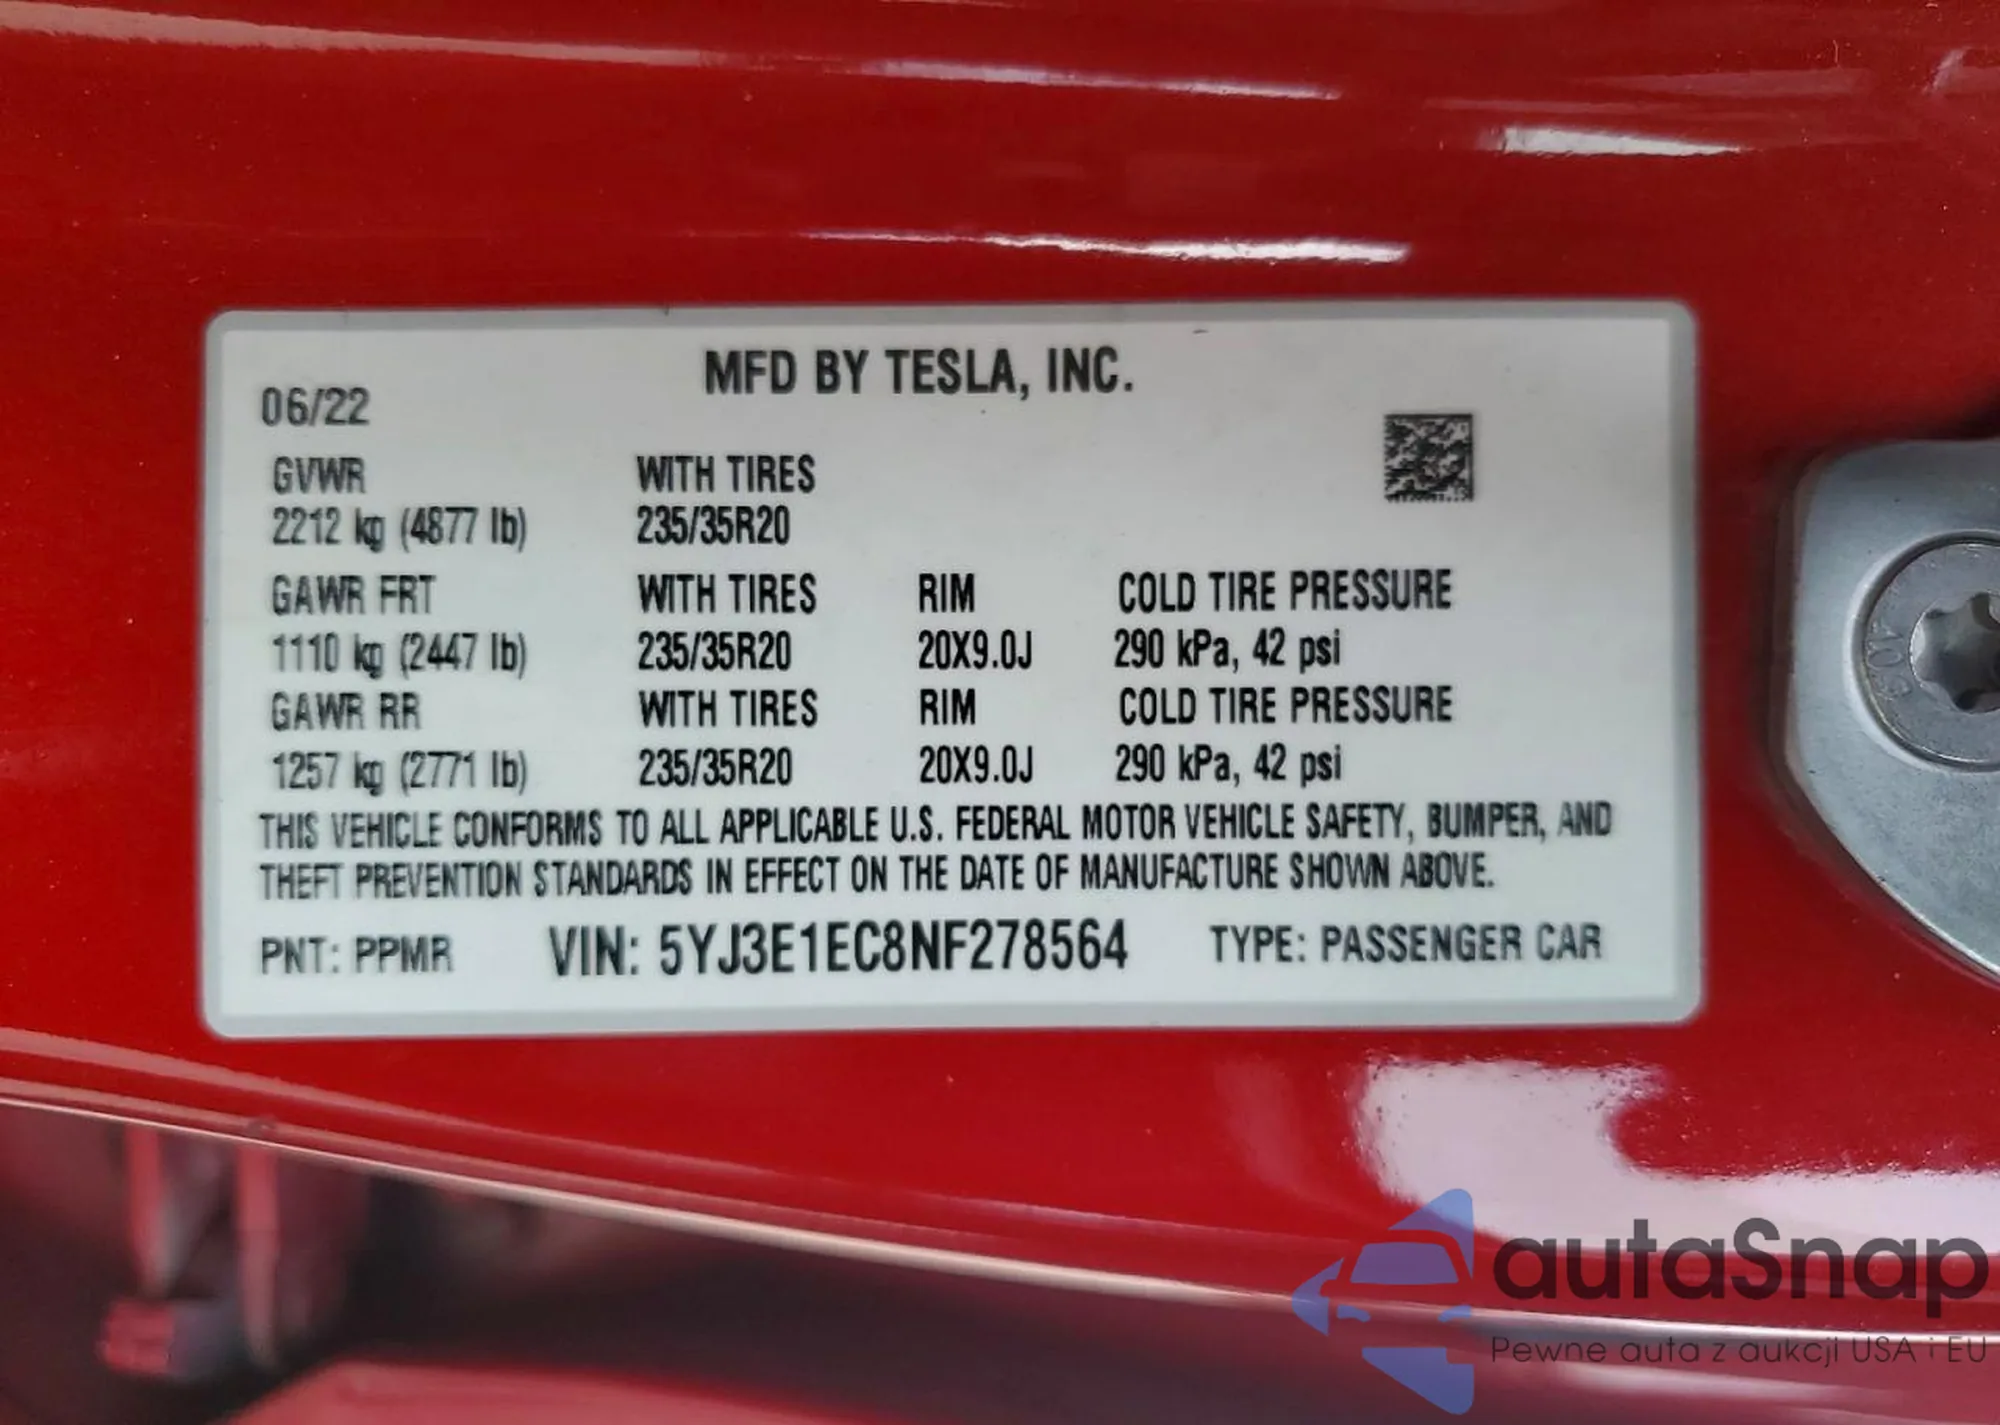 MFD BY TESLA, INC.
06/22
GVWR WITH TIRES
2212 kg (4877 lb) 235/35R20
GAWR FRT WITH TIRES RIM COLD TIRE PRESSURE
1110 kg (2447 lb) 235/35R20 20X9.0J 290 kPa, 42 psi
GAWR RR WITH TIRES RIM COLD TIRE PRESSURE
1257 kg (2771 lb) 235/35R20 20X9.0J 290 kPa, 42 psi
THIS VEHICLE CONFORMS TO ALL APPLICABLE U.S. FEDERAL MOTOR VEHICLE SAFETY, BUMPER, AND
THEFT PREVENTION STANDARDS IN EFFECT ON THE DATE OF MANUFACTURE SHOWN ABOVE.
PNT: PPMR VIN: 5YJ3E1EC8NF278564 TYPE: PASSENGER CAR
autaSnap
Pewne auta z aukcji USA i EU